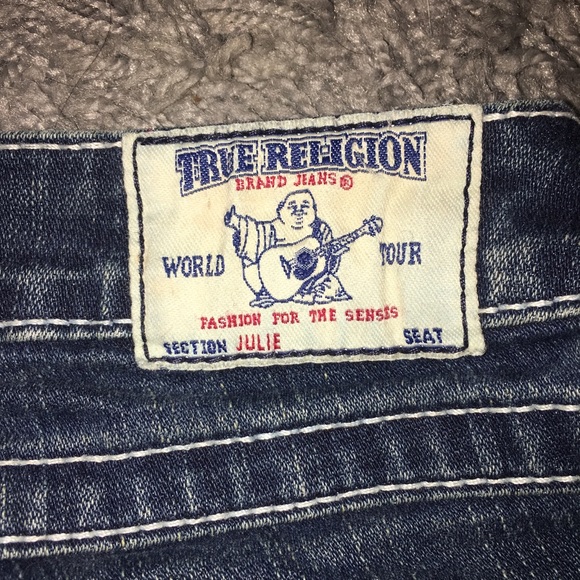 TRUE RELIGION
BRAND JEANS®
WORLD TOUR
FASHION FOR THE SENSES
SECTION JULIE SEAT